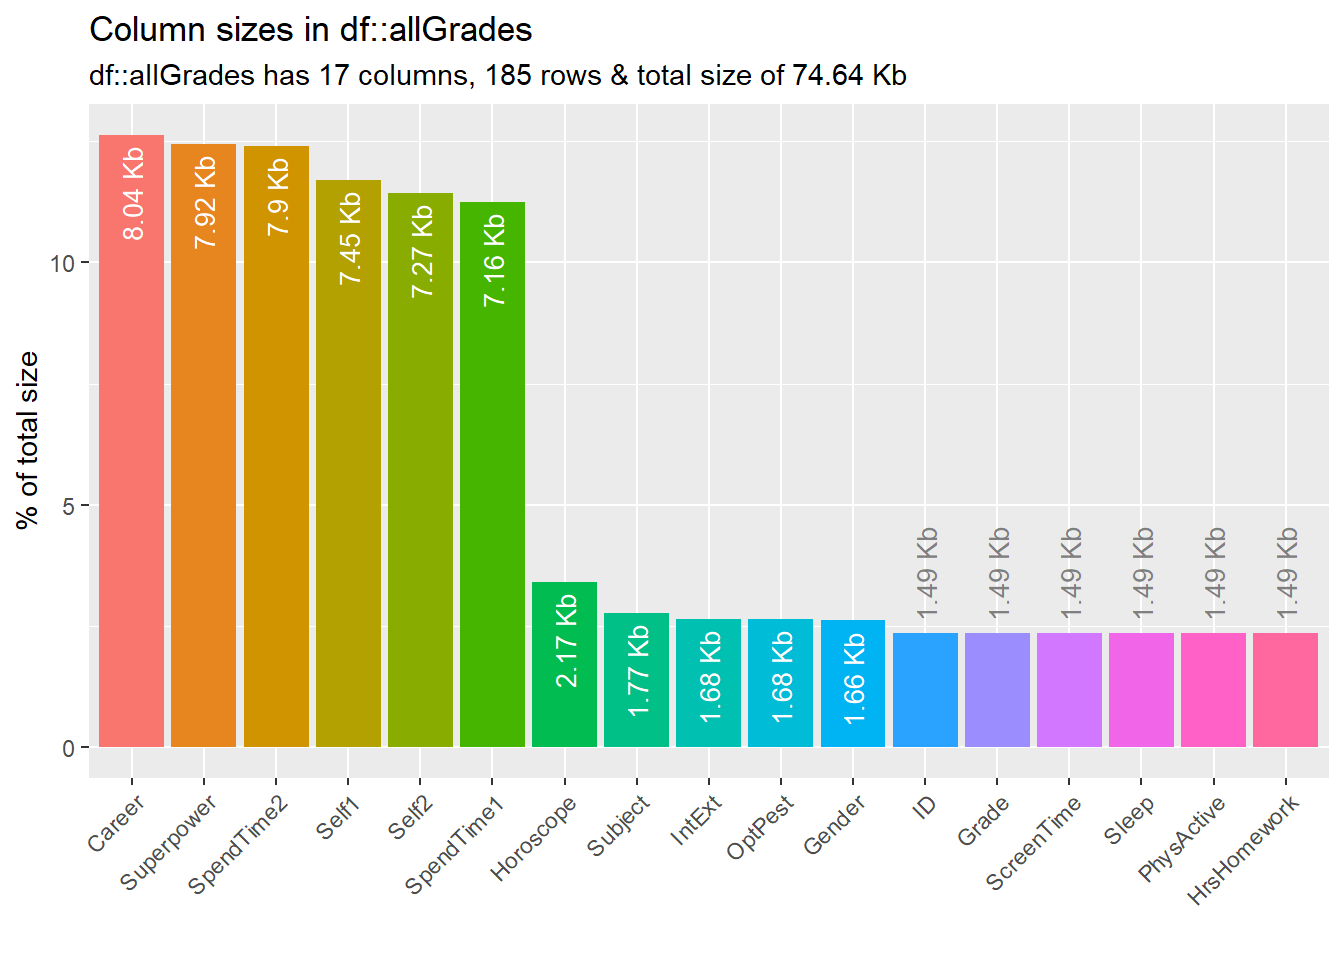 Column sizes in df::allGrades
df::allGrades has 17 columns, 185 rows & total size of 74.64 Kb
% of total size
10
5
0
8.04 Kb
7.92 Kb
7.9 Kb
7.45 Kb
7.27 Kb
7.16 Kb
2.17 Kb
1.77 Kb
1.68 Kb
1.68 Kb
1.66 Kb
1.49 Kb
1.49 Kb
1.49 Kb
1.49 Kb
1.49 Kb
1.49 Kb
Career
Superpower
SpendTime2
Self1
Self2
SpendTime1
Horoscope
Subject
IntExt
OptPest
Gender
ID
Grade
ScreenTime
Sleep
PhysActive
HrsHomework